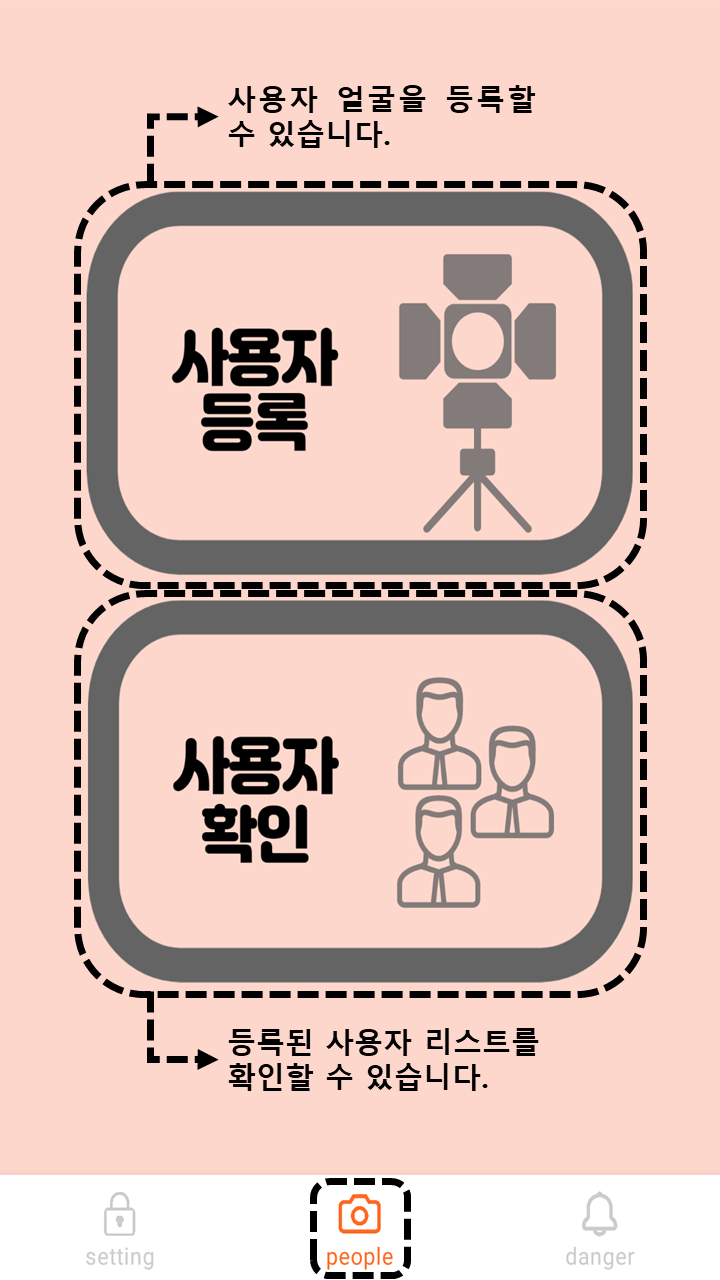 사용자 얼굴을 등록할
수 있습니다.
사용자
등록
사용자
확인
등록된 사용자 리스트를
확인할 수 있습니다.
setting
people
danger